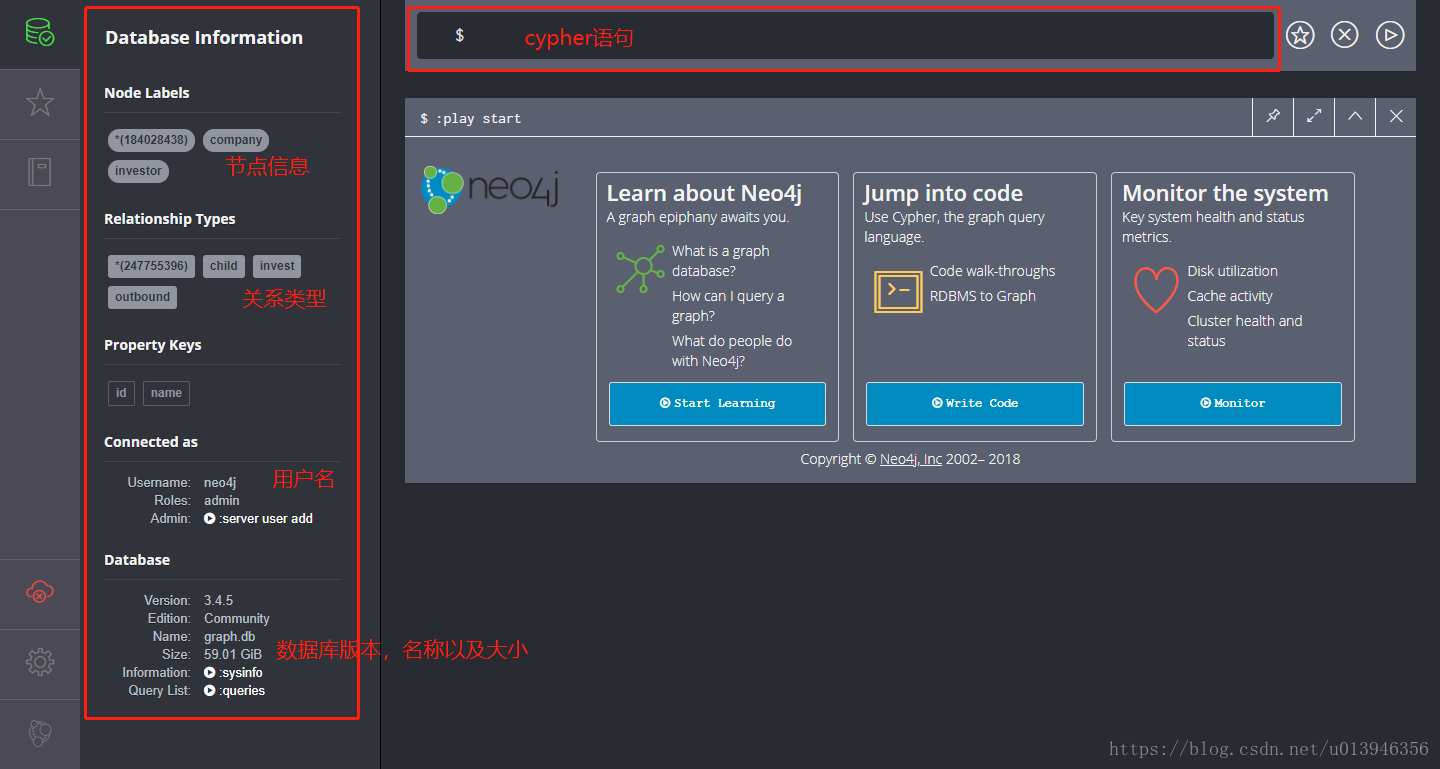 Database Information
Node Labels
*(184028438) company
investor
节点信息
Relationship Types
*(247755396) child invest
outbound
关系类型
Property Keys
id name
Connected as
Username: neo4j
用户名
Roles: admin
Admin: :server user add
Database
Version: 3.4.5
Edition: Community
Name: graph.db
Size: 59.01 GiB
数据库版本，名称以及大小
Information: :sysinfo
Query List: :queries
$ cypher语句
$ :play start
neo4j
Learn about Neo4j
A graph epiphany awaits you.
What is a graph
database?
How can I query a
graph?
What do people do
with Neo4j?
Start Learning
Jump into code
Use Cypher, the graph query
language.
Code walk-throughs
RDBMS to Graph
Write Code
Monitor the system
Key system health and status
metrics.
Disk utilization
Cache activity
Cluster health and
status
Monitor
Copyright © Neo4j, Inc 2002– 2018
https://blog.csdn.net/u013946356